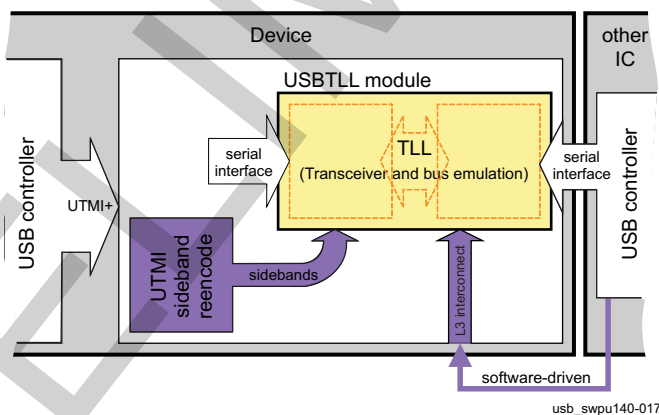 Device
other
IC
USBTLL module
USB controller
UTMI+
serial
interface
TLL
(Transceiver and bus emulation)
serial
interface
USB controller
UTMI
sideband
reencode
sidebands
L3 interconnect
software-driven
usb_swpu140-017